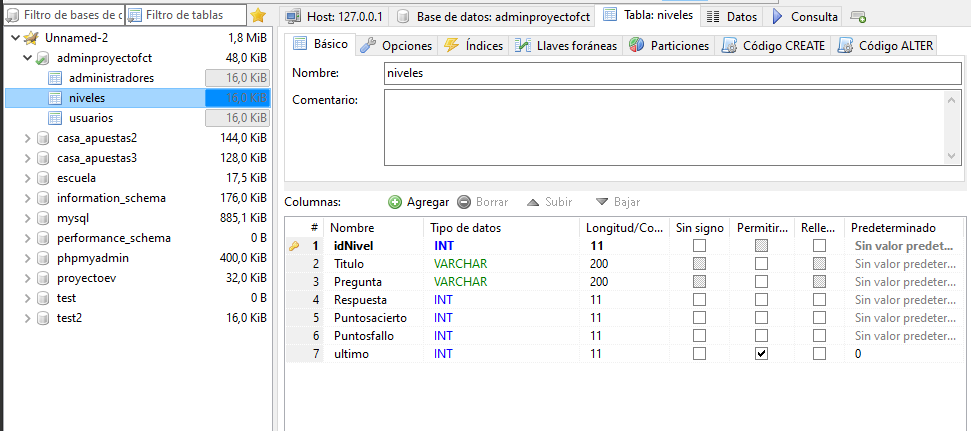 Filtro de bases de c Filtro de tablas
Host: 127.0.0.1 Base de datos: adminproyectofct Tabla: niveles Datos Consulta
Unnamed-2 1,8 MiB
adminproyectofct 48,0 KiB
administradores 16,0 KiB
niveles 16,0 KiB
usuarios 16,0 KiB
casa_apuestas2 144,0 KiB
casa_apuestas3 128,0 KiB
escuela 17,5 KiB
information_schema 176,0 KiB
mysql 885,1 KiB
performance_schema 0 B
phpmyadmin 400,0 KiB
proyectoev 32,0 KiB
test 0 B
test2 16,0 KiB
Básico Opciones Índices Llaves foráneas Particiones Código CREATE Código ALTER
Nombre: niveles
Comentario:
Columnas: Agregar Borrar Subir Bajar
# Nombre Tipo de datos Longitud/Co... Sin signo Permitir... Relle... Predeterminado
1 idNivel INT 11 Sin valor predet...
2 Titulo VARCHAR 200 Sin valor predeter...
3 Pregunta VARCHAR 200 Sin valor predeter...
4 Respuesta INT 11 Sin valor predeter...
5 Puntosacierto INT 11 Sin valor predeter...
6 Puntosfallo INT 11 Sin valor predeter...
7 ultimo INT 11 0